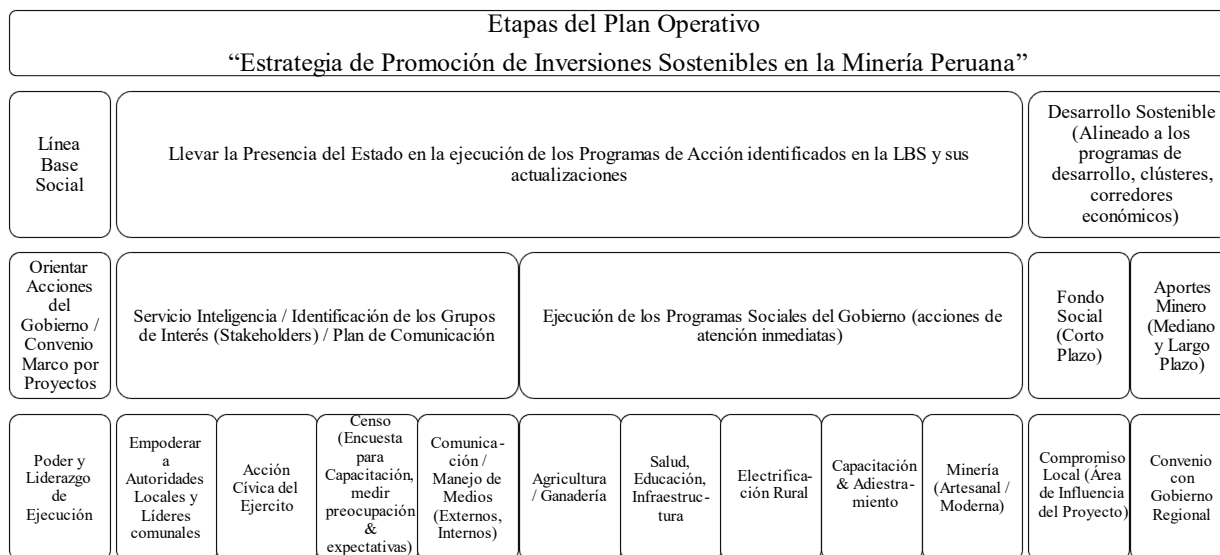 Etapas del Plan Operativo
“Estrategia de Promoción de Inversiones Sostenibles en la Minería Peruana”
Línea
Base
Social
Llevar la Presencia del Estado en la ejecución de los Programas de Acción identificados en la LBS y sus
actualizaciones
Desarrollo Sostenible
(Alineado a los
programas de
desarrollo, clústeres,
corredores
económicos)
Orientar
Acciones
del
Gobierno /
Convenio
Marco por
Proyectos
Servicio Inteligencia / Identificación de los Grupos
de Interés (Stakeholders) / Plan de Comunicación
Ejecución de los Programas Sociales del Gobierno (acciones de
atención inmediatas)
Fondo
Social
(Corto
Plazo)
Aportes
Minero
(Mediano
y Largo
Plazo)
Poder y
Liderazgo
de
Ejecución
Empoderar
a
Autoridades
Locales y
Líderes
comunales
Acción
Cívica del
Ejercito
Censo
(Encuesta
para
Capacitación,
medir
preocupación
&
expectativas)
Comunica-
ción /
Manejo de
Medios
(Externos,
Internos)
Agricultura
/ Ganadería
Salud,
Educación,
Infraestruc-
tura
Electrifica-
ción Rural
Capacitación
& Adiestra-
miento
Minería
(Artesanal /
Moderna)
Compromiso
Local (Área de
Influencia
del Proyecto)
Convenio
con
Gobierno
Regional